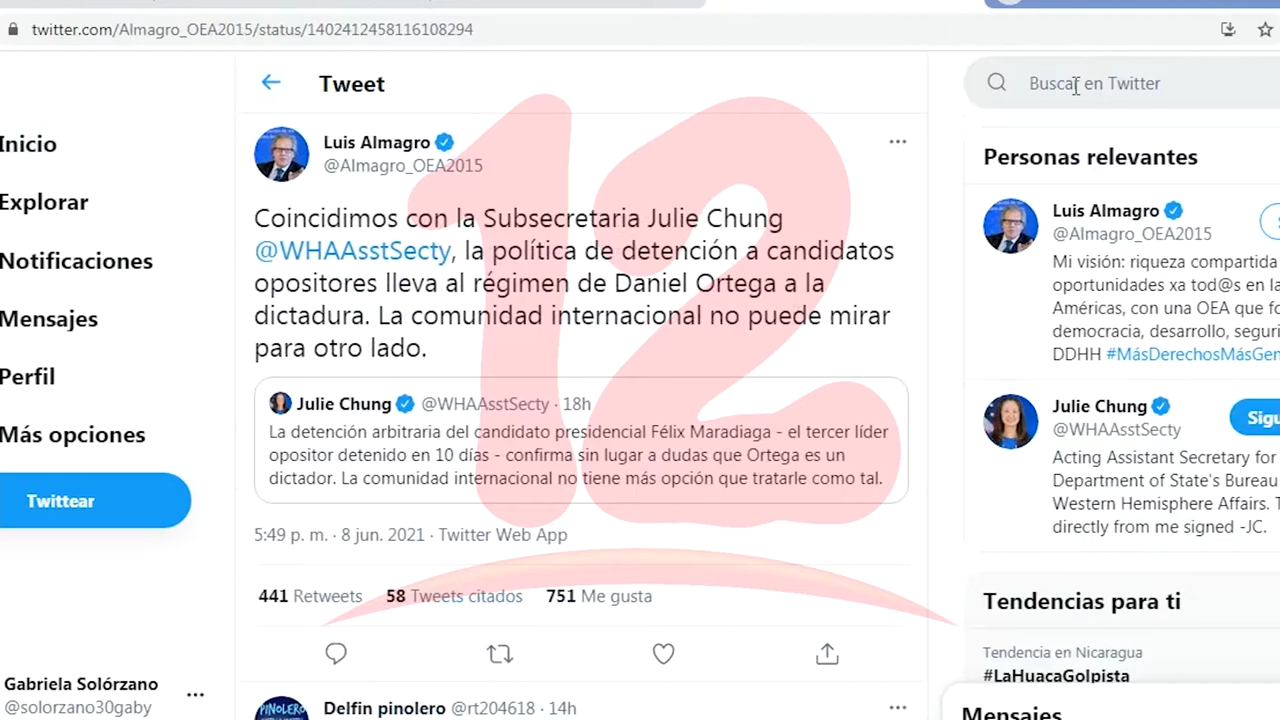 twitter.com/Almagro_OEA2015/status/1402412458116108294
Inicio
Explorar
Notificaciones
Mensajes
Perfil
Más opciones
Twittear
Gabriela Solórzano
@solorzano30gaby
Tweet
Luis Almagro
@Almagro_OEA2015
Coincidimos con la Subsecretaria Julie Chung
@WHAAsstSecty, la política de detención a candidatos
opositores lleva al régimen de Daniel Ortega a la
dictadura. La comunidad internacional no puede mirar
para otro lado.
Julie Chung @WHAAsstSecty · 18h
La detención arbitraria del candidato presidencial Félix Maradiaga - el tercer líder
opositor detenido en 10 días - confirma sin lugar a dudas que Ortega es un
dictador. La comunidad internacional no tiene más opción que tratarle como tal.
5:49 p. m. · 8 jun. 2021 · Twitter Web App
441 Retweets 58 Tweets citados 751 Me gusta
PINOLERO
Delfin pinolero @rt204618 · 14h
12
Buscar en Twitter
Personas relevantes
Luis Almagro
@Almagro_OEA2015
Mi visión: riqueza compartida
oportunidades xa tod@s en la
Américas, con una OEA que fo
democracia, desarrollo, seguri
DDHH #MásDerechosMásGen
Julie Chung
@WHAAsstSecty
Sigu
Acting Assistant Secretary for
Department of State's Bureau
Western Hemisphere Affairs. T
directly from me signed -JC.
Tendencias para ti
Tendencia en Nicaragua
#LaHuacaGolpista
Mensajes